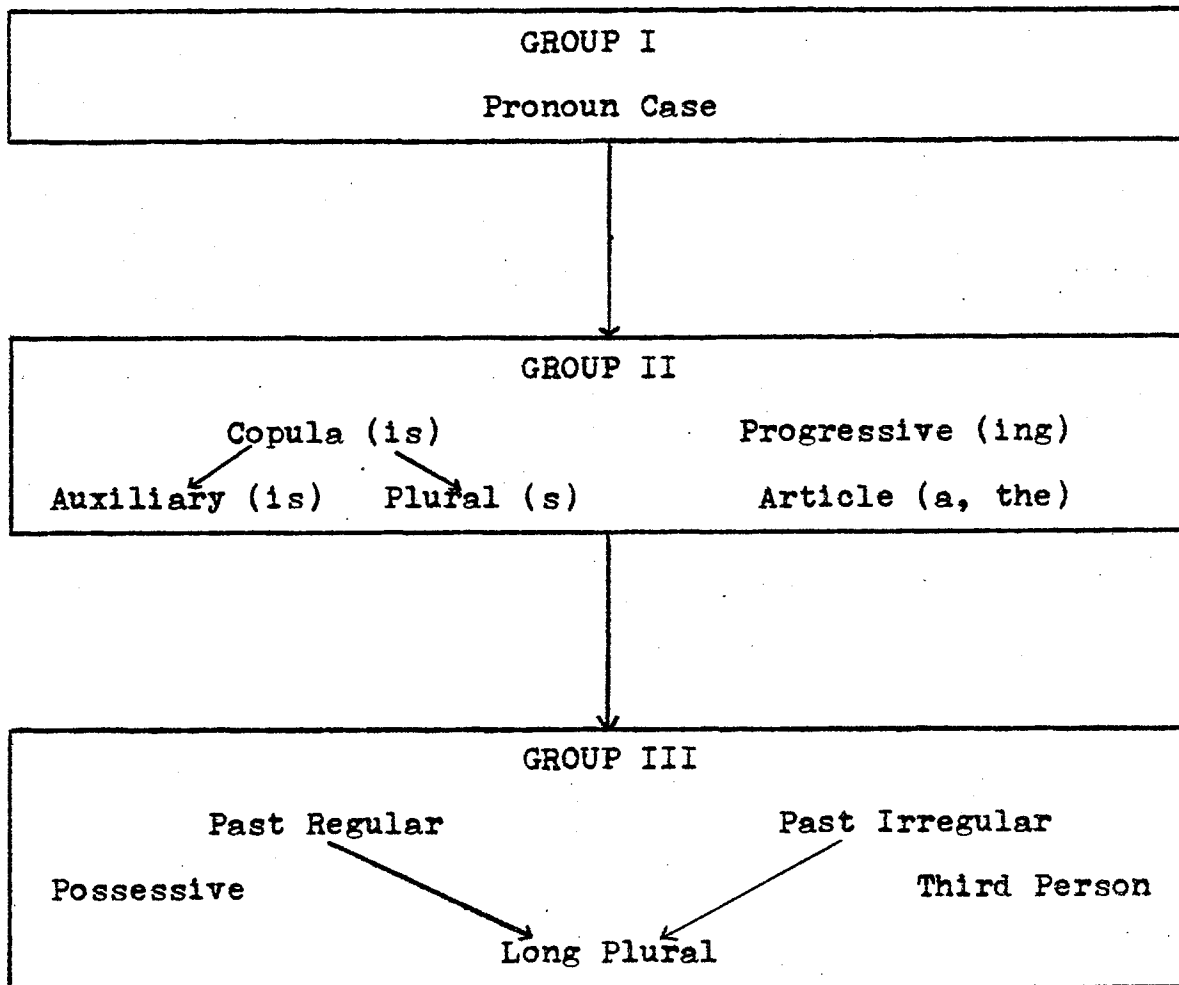 GROUP I
Pronoun Case
GROUP II
Copula (is) Progressive (ing)
Auxiliary (is) Plural (s) Article (a, the)
GROUP III
Past Regular Past Irregular
Possessive Third Person
Long Plural